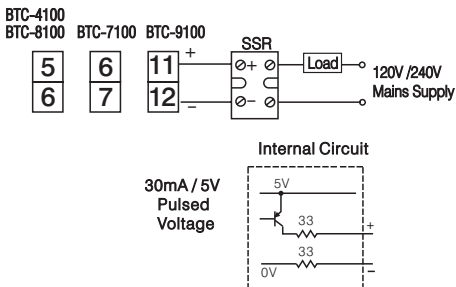 BTC-4100
BTC-8100 BTC-7100 BTC-9100
SSR
5 6 11 + + Load
120V /240V
Mains Supply
6 7 12 − −
Internal Circuit
30mA / 5V
Pulsed
Voltage
5V
33
+
33
0V
−